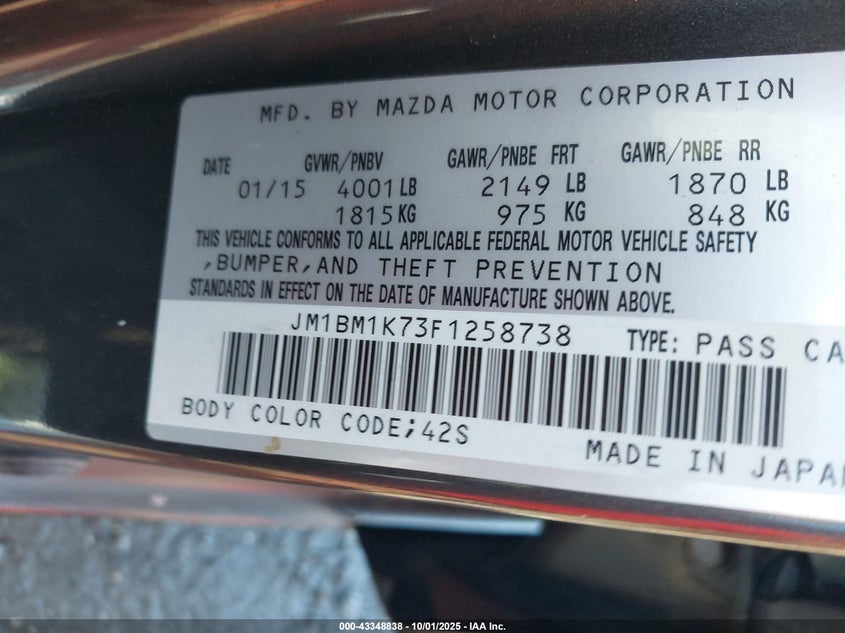 MFD. BY MAZDA MOTOR CORPORATION
DATE GVWR/PNBV GAWR/PNBE FRT GAWR/PNBE RR
01/15 4001 LB 2149 LB 1870 LB
1815 KG 975 KG 848 KG
THIS VEHICLE CONFORMS TO ALL APPLICABLE FEDERAL MOTOR VEHICLE SAFETY
,BUMPER,AND THEFT PREVENTION
STANDARDS IN EFFECT ON THE DATE OF MANUFACTURE SHOWN ABOVE.
JM1BM1K73F1258738 TYPE: PASS CA
BODY COLOR CODE;42S
MADE IN JAPAN
000-43348838 - 10/01/2025 - IAA Inc.